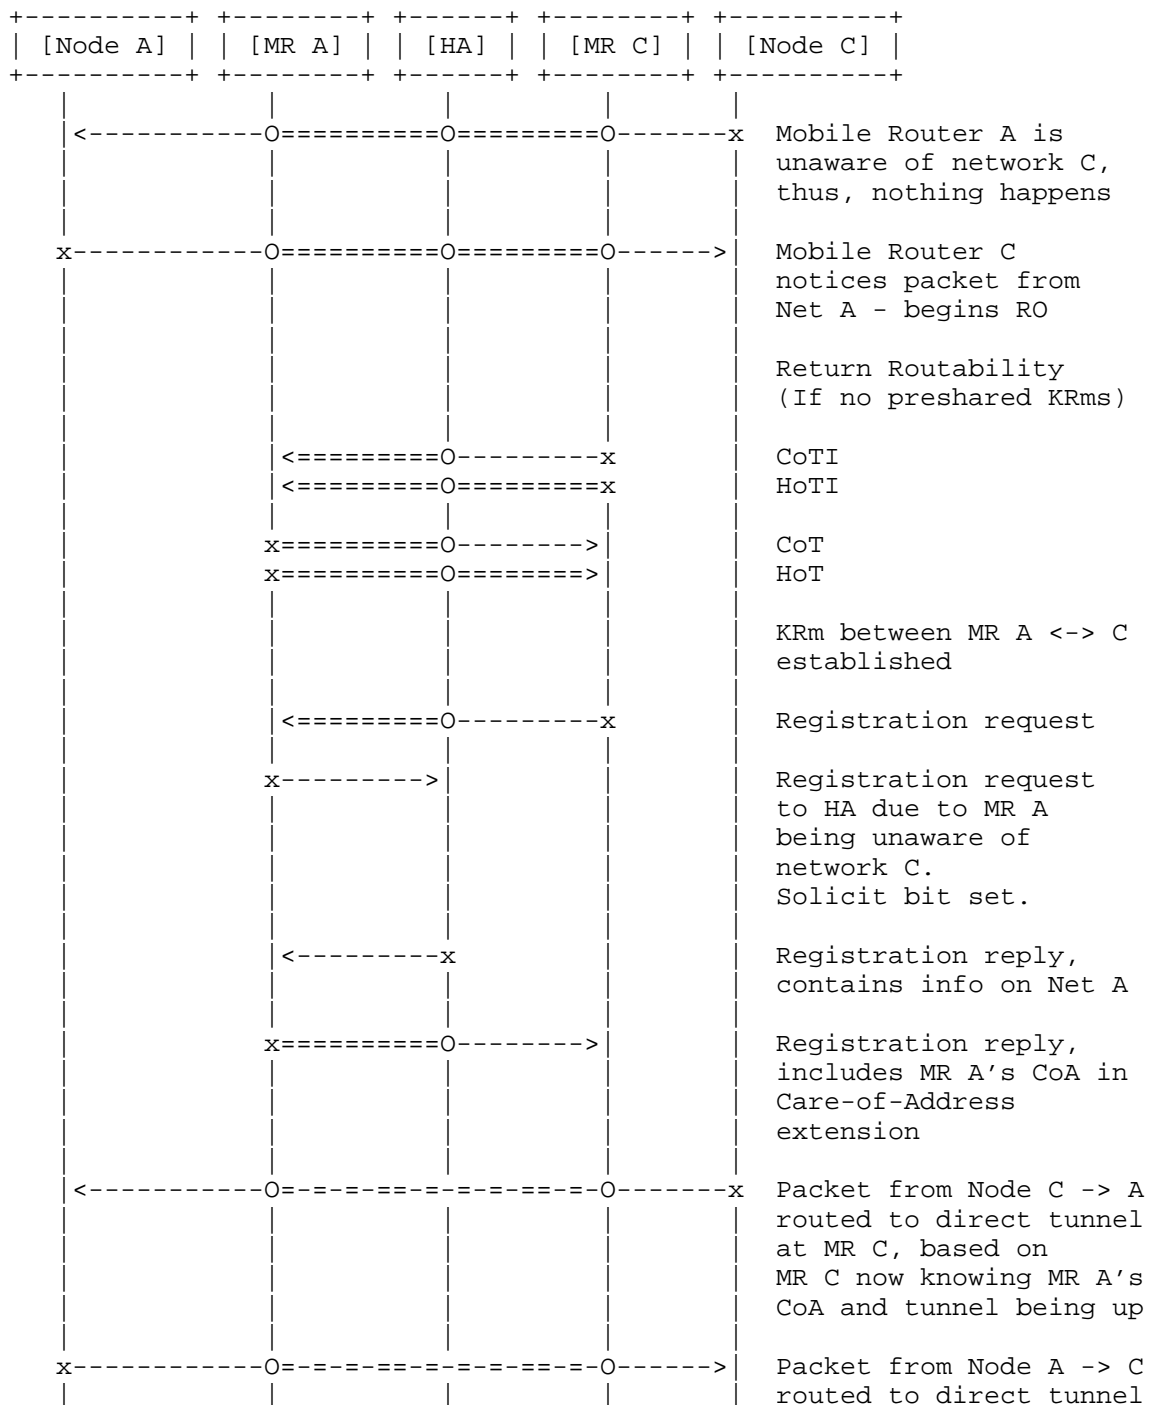 [Node A] [MR A] [HA] [MR C] [Node C]
Mobile Router A is
unaware of network C,
thus, nothing happens
Mobile Router C
notices packet from
Net A - begins RO
Return Routability
(If no preshared KRms)
CoTI
HoTI
CoT
HoT
KRm between MR A <-> C
established
Registration request
Registration request
to HA due to MR A
being unaware of
network C.
Solicit bit set.
Registration reply,
contains info on Net A
Registration reply,
includes MR A's CoA in
Care-of-Address
extension
Packet from Node C -> A
routed to direct tunnel
at MR C, based on
MR C now knowing MR A's
CoA and tunnel being up
Packet from Node A -> C
routed to direct tunnel